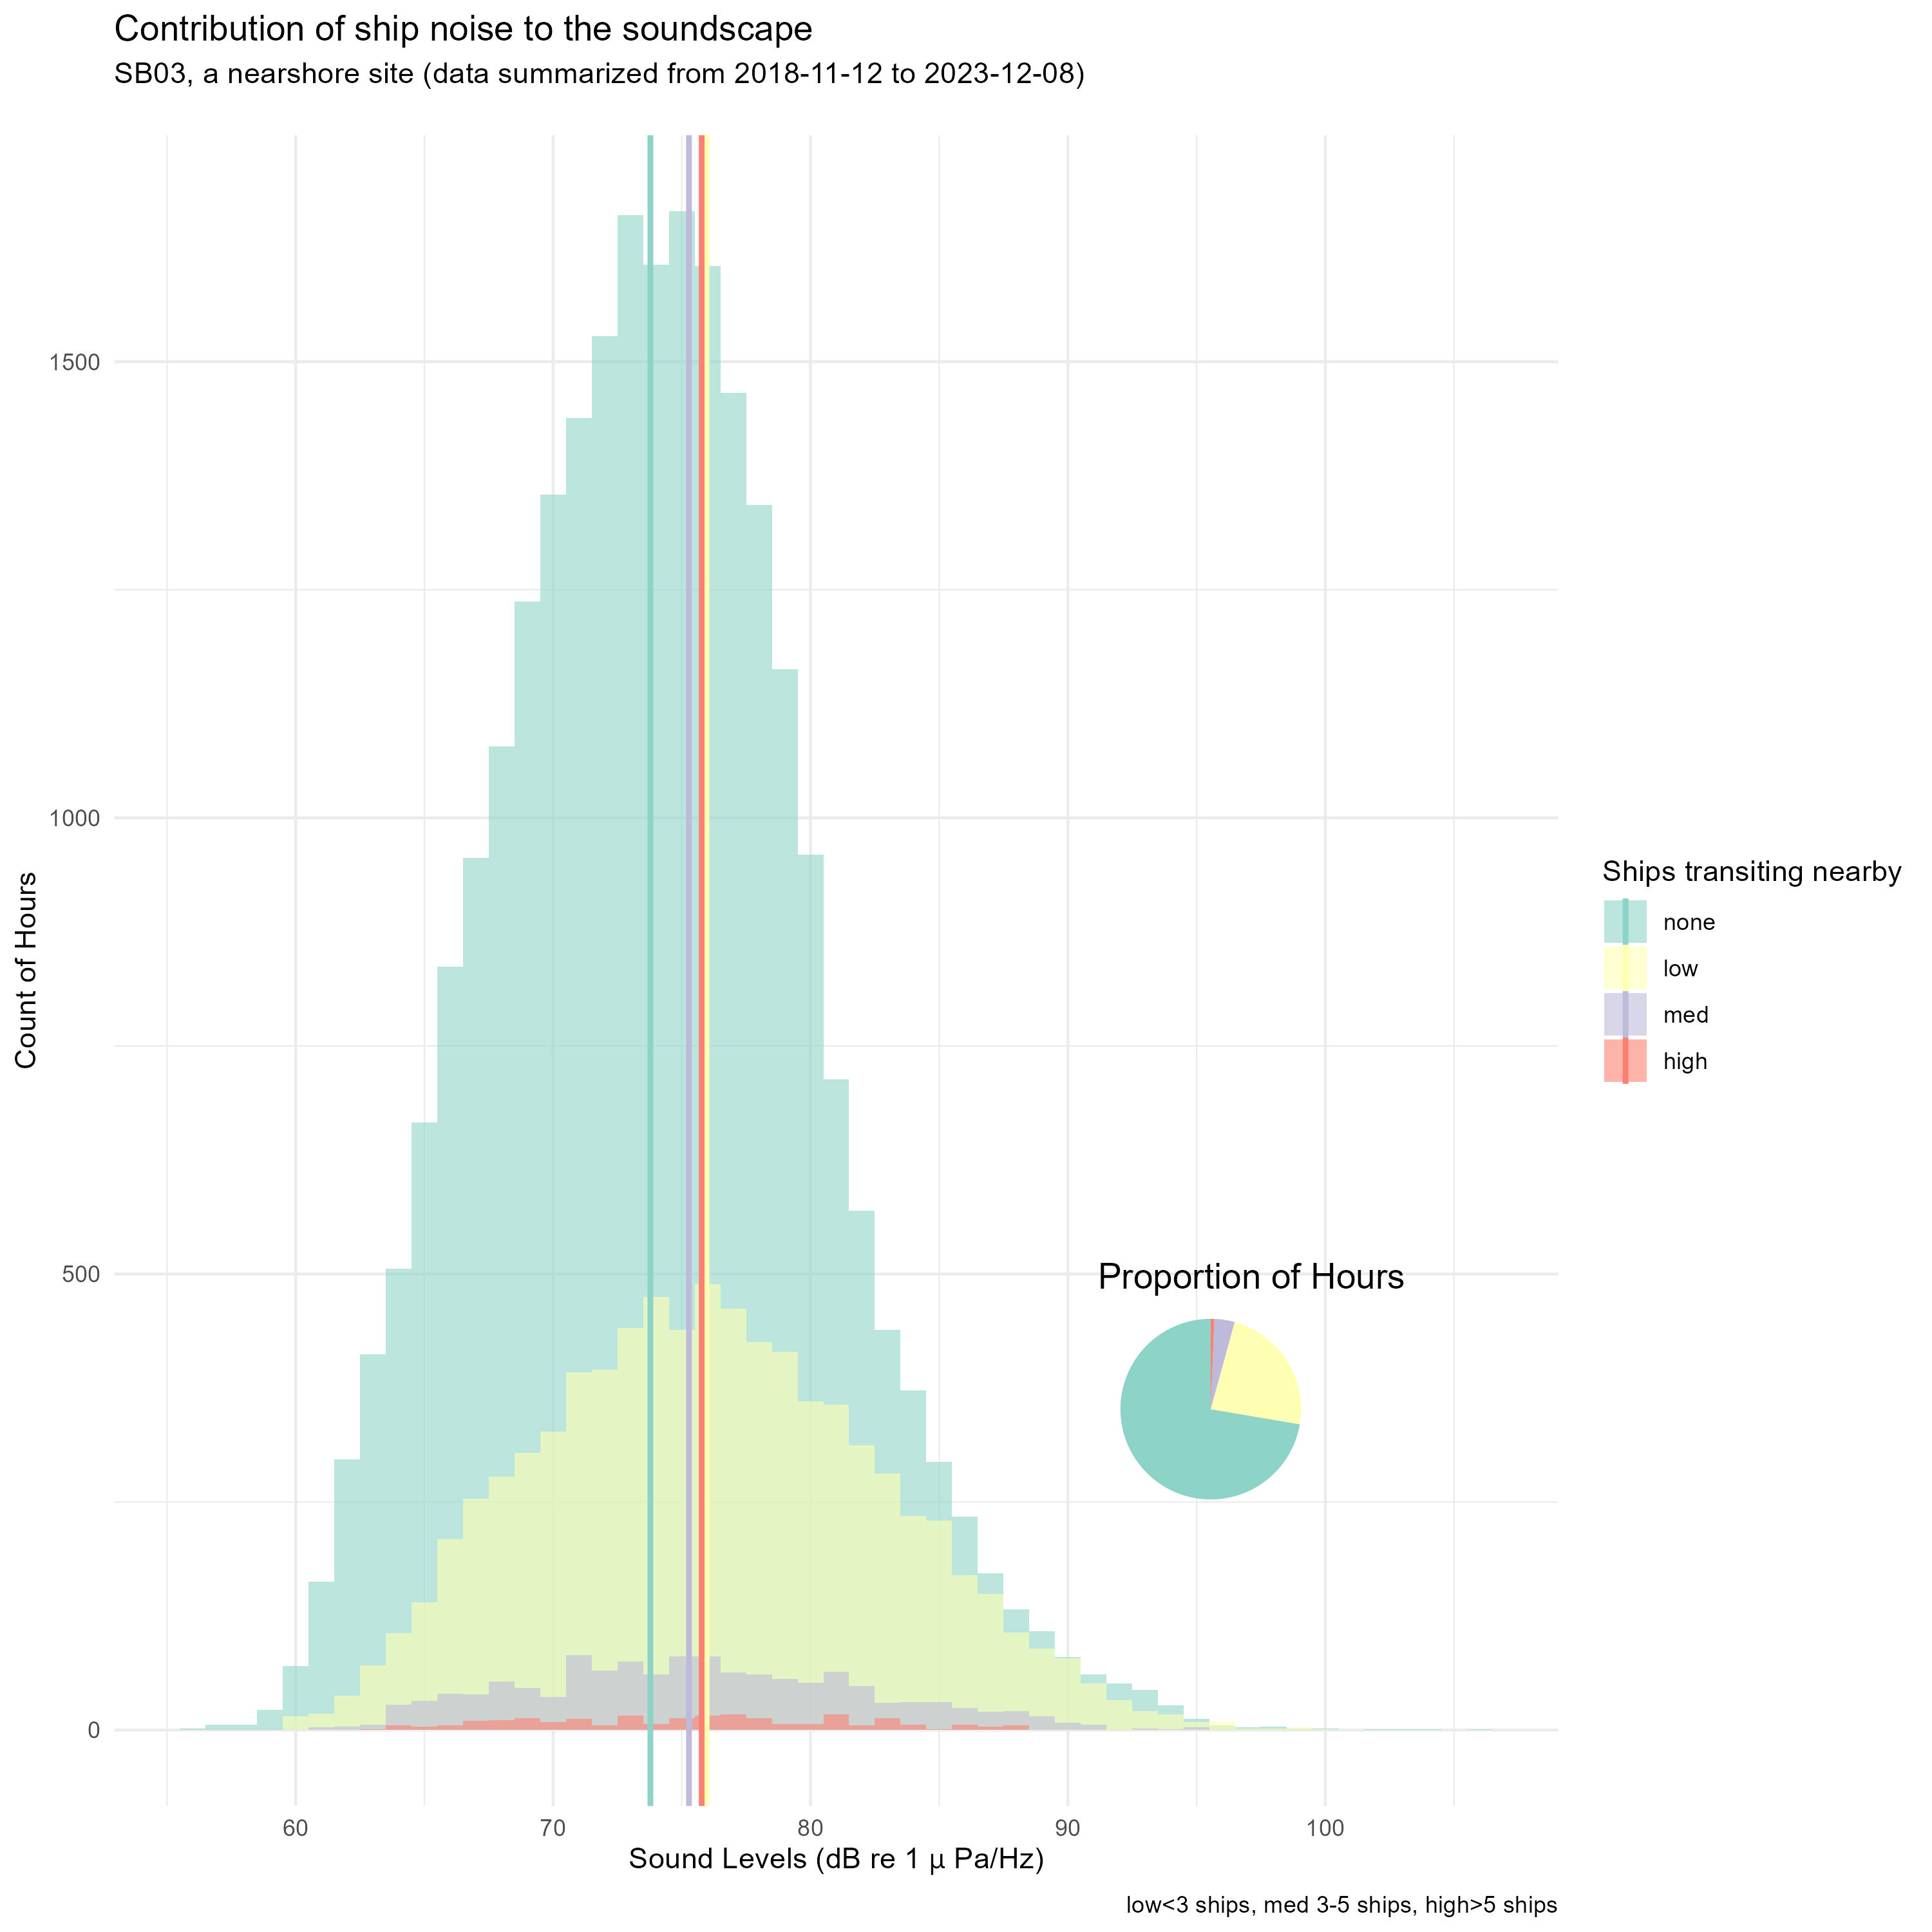 Contribution of ship noise to the soundscape
SB03, a nearshore site (data summarized from 2018-11-12 to 2023-12-08)
1500
1000
500
0
Count of Hours
Proportion of Hours
60 70 80 90 100
Sound Levels (dB re 1 μ Pa/Hz)
low<3 ships, med 3-5 ships, high>5 ships
Ships transiting nearby
none
low
med
high